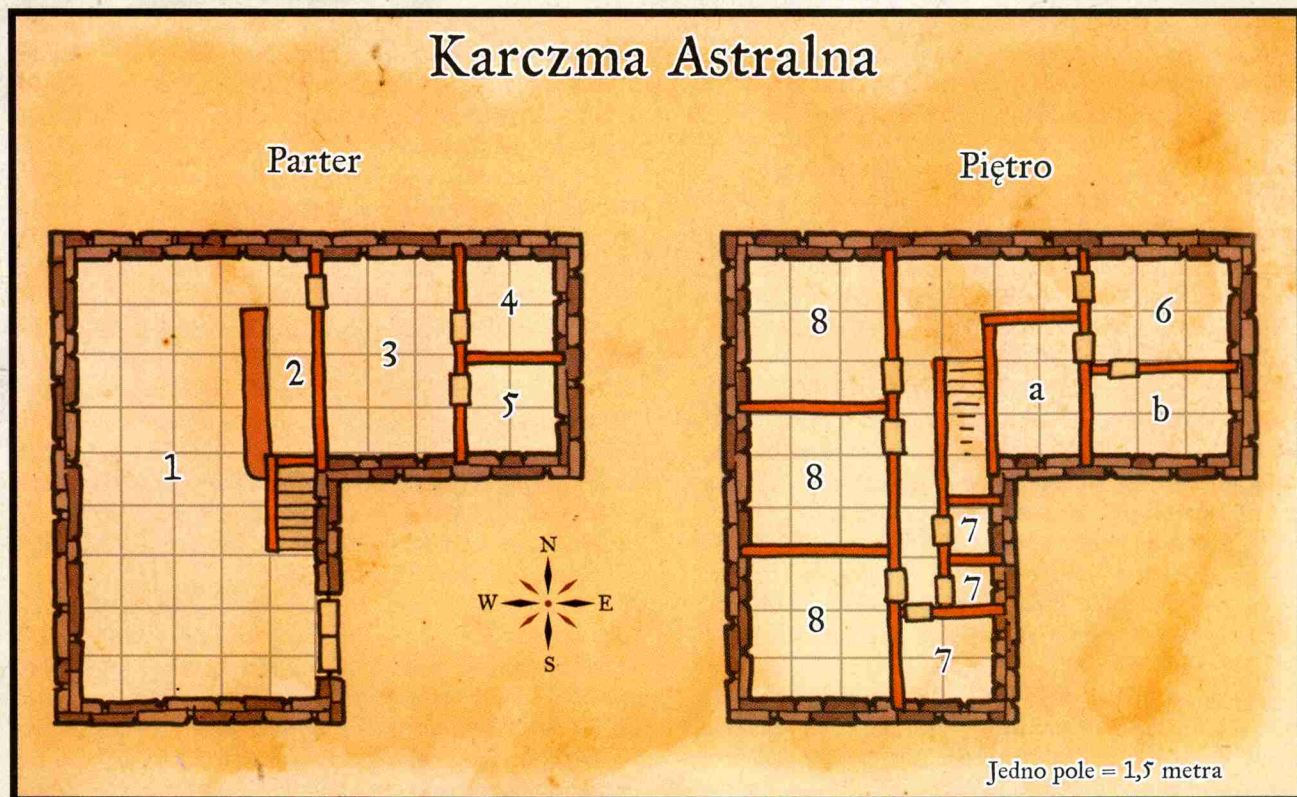 Karczma Astralna
Parter
Piętro
1
2
3
4
5
N
W E
S
8
8
8
a
6
b
7
7
7
Jedno pole = 1,5 metra